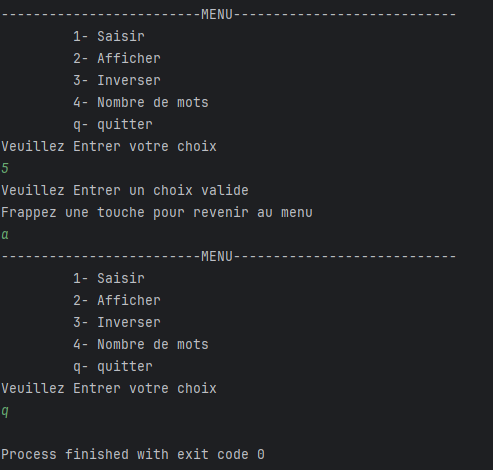 -------------------------MENU----------------------------
1- Saisir
2- Afficher
3- Inverser
4- Nombre de mots
q- quitter
Veuillez Entrer votre choix
5
Veuillez Entrer un choix valide
Frappez une touche pour revenir au menu
a
-------------------------MENU----------------------------
1- Saisir
2- Afficher
3- Inverser
4- Nombre de mots
q- quitter
Veuillez Entrer votre choix
q
Process finished with exit code 0